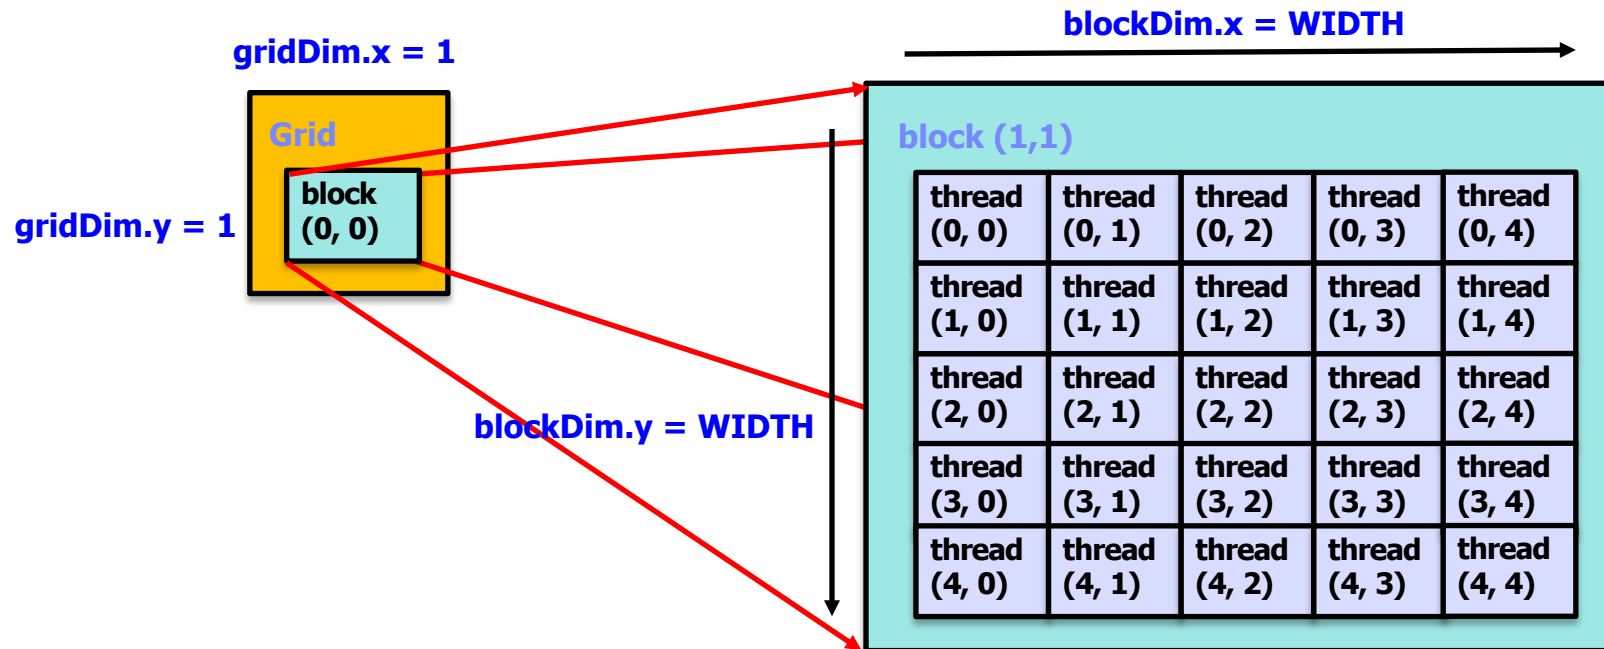 blockDim.x = WIDTH
gridDim.x = 1
Grid
block (1,1)
block
(0, 0)
gridDim.y = 1
blockDim.y = WIDTH
thread thread thread thread thread
(0, 0) (0, 1) (0, 2) (0, 3) (0, 4)
thread thread thread thread thread
(1, 0) (1, 1) (1, 2) (1, 3) (1, 4)
thread thread thread thread thread
(2, 0) (2, 1) (2, 2) (2, 3) (2, 4)
thread thread thread thread thread
(3, 0) (3, 1) (3, 2) (3, 3) (3, 4)
thread thread thread thread thread
(4, 0) (4, 1) (4, 2) (4, 3) (4, 4)